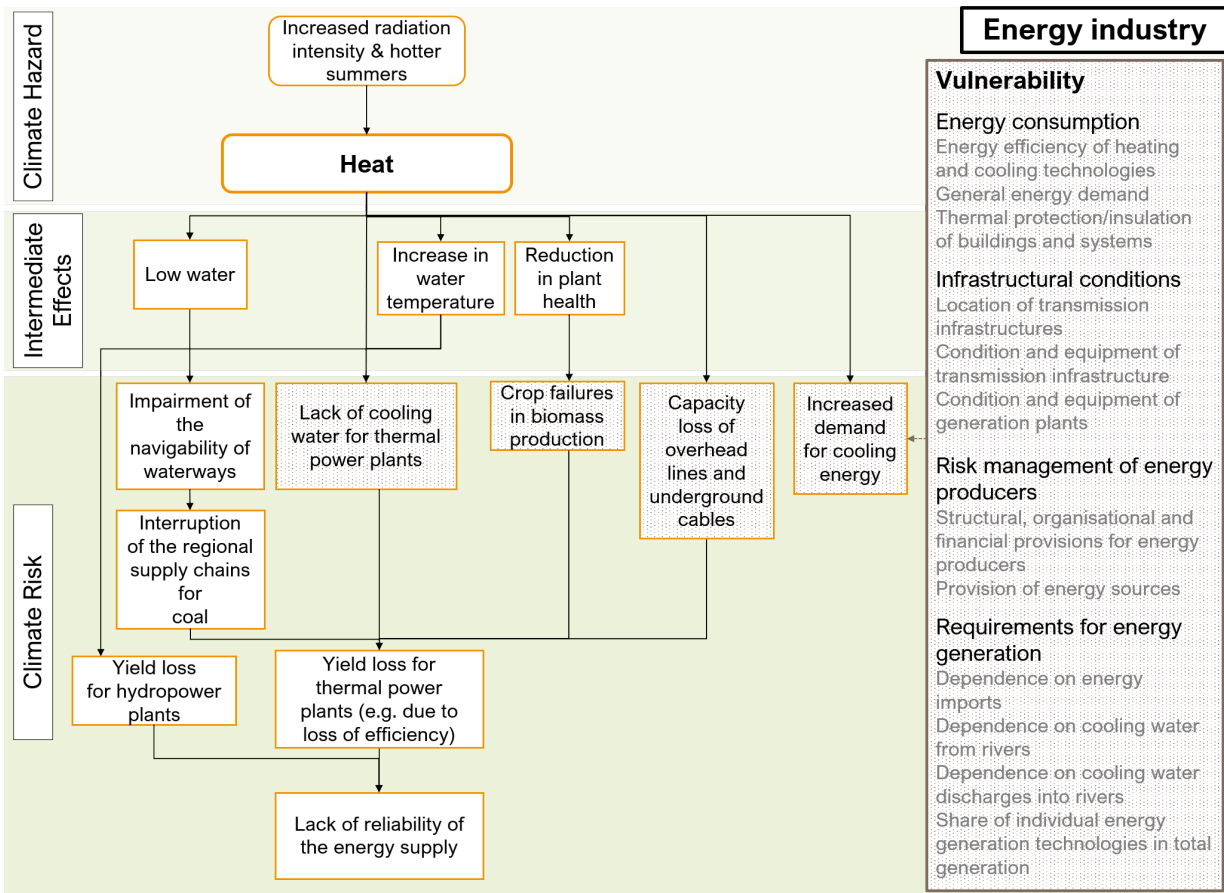 Climate Hazard
Increased radiation
intensity & hotter
summers
Heat
Intermediate
Effects
Low water
Increase in
water
temperature
Reduction
in plant
health
Climate Risk
Impairment of
the
navigability of
waterways
Lack of cooling
water for thermal
power plants
Crop failures
in biomass
production
Capacity
loss of
overhead
lines and
underground
cables
Increased
demand
for cooling
energy
Interruption
of the regional
supply chains
for
coal
Yield loss
for hydropower
plants
Yield loss for
thermal power
plants (e.g. due to
loss of efficiency)
Lack of reliability of
the energy supply
Energy industry
Vulnerability
Energy consumption
Energy efficiency of heating
and cooling technologies
General energy demand
Thermal protection/insulation
of buildings and systems
Infrastructural conditions
Location of transmission
infrastructures
Condition and equipment of
transmission infrastructure
Condition and equipment of
generation plants
Risk management of energy
producers
Structural, organisational and
financial provisions for energy
producers
Provision of energy sources
Requirements for energy
generation
Dependence on energy
imports
Dependence on cooling water
from rivers
Dependence on cooling water
discharges into rivers
Share of individual energy
generation technologies in total
generation